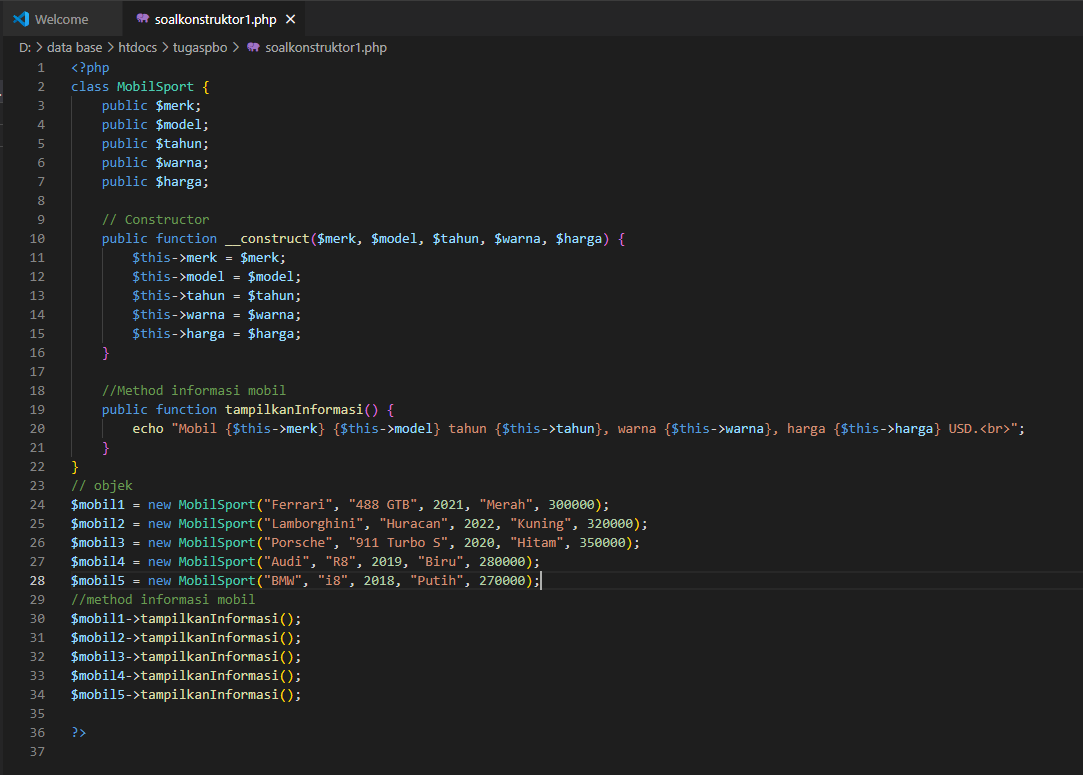 Welcome
soalkonstruktor1.php
D: > data base > htdocs > tugaspbo > soalkonstruktor1.php
1 <?php
2 class MobilSport {
3     public $merk;
4     public $model;
5     public $tahun;
6     public $warna;
7     public $harga;
8
9     // Constructor
10     public function __construct($merk, $model, $tahun, $warna, $harga) {
11         $this->merk = $merk;
12         $this->model = $model;
13         $this->tahun = $tahun;
14         $this->warna = $warna;
15         $this->harga = $harga;
16     }
17
18     //Method informasi mobil
19     public function tampilkanInformasi() {
20         echo "Mobil {$this->merk} {$this->model} tahun {$this->tahun}, warna {$this->warna}, harga {$this->harga} USD.<br>";
21     }
22 }
23 // objek
24 $mobil1 = new MobilSport("Ferrari", "488 GTB", 2021, "Merah", 300000);
25 $mobil2 = new MobilSport("Lamborghini", "Huracan", 2022, "Kuning", 320000);
26 $mobil3 = new MobilSport("Porsche", "911 Turbo S", 2020, "Hitam", 350000);
27 $mobil4 = new MobilSport("Audi", "R8", 2019, "Biru", 280000);
28 $mobil5 = new MobilSport("BMW", "i8", 2018, "Putih", 270000);
29 //method informasi mobil
30 $mobil1->tampilkanInformasi();
31 $mobil2->tampilkanInformasi();
32 $mobil3->tampilkanInformasi();
33 $mobil4->tampilkanInformasi();
34 $mobil5->tampilkanInformasi();
35
36 ?>
37